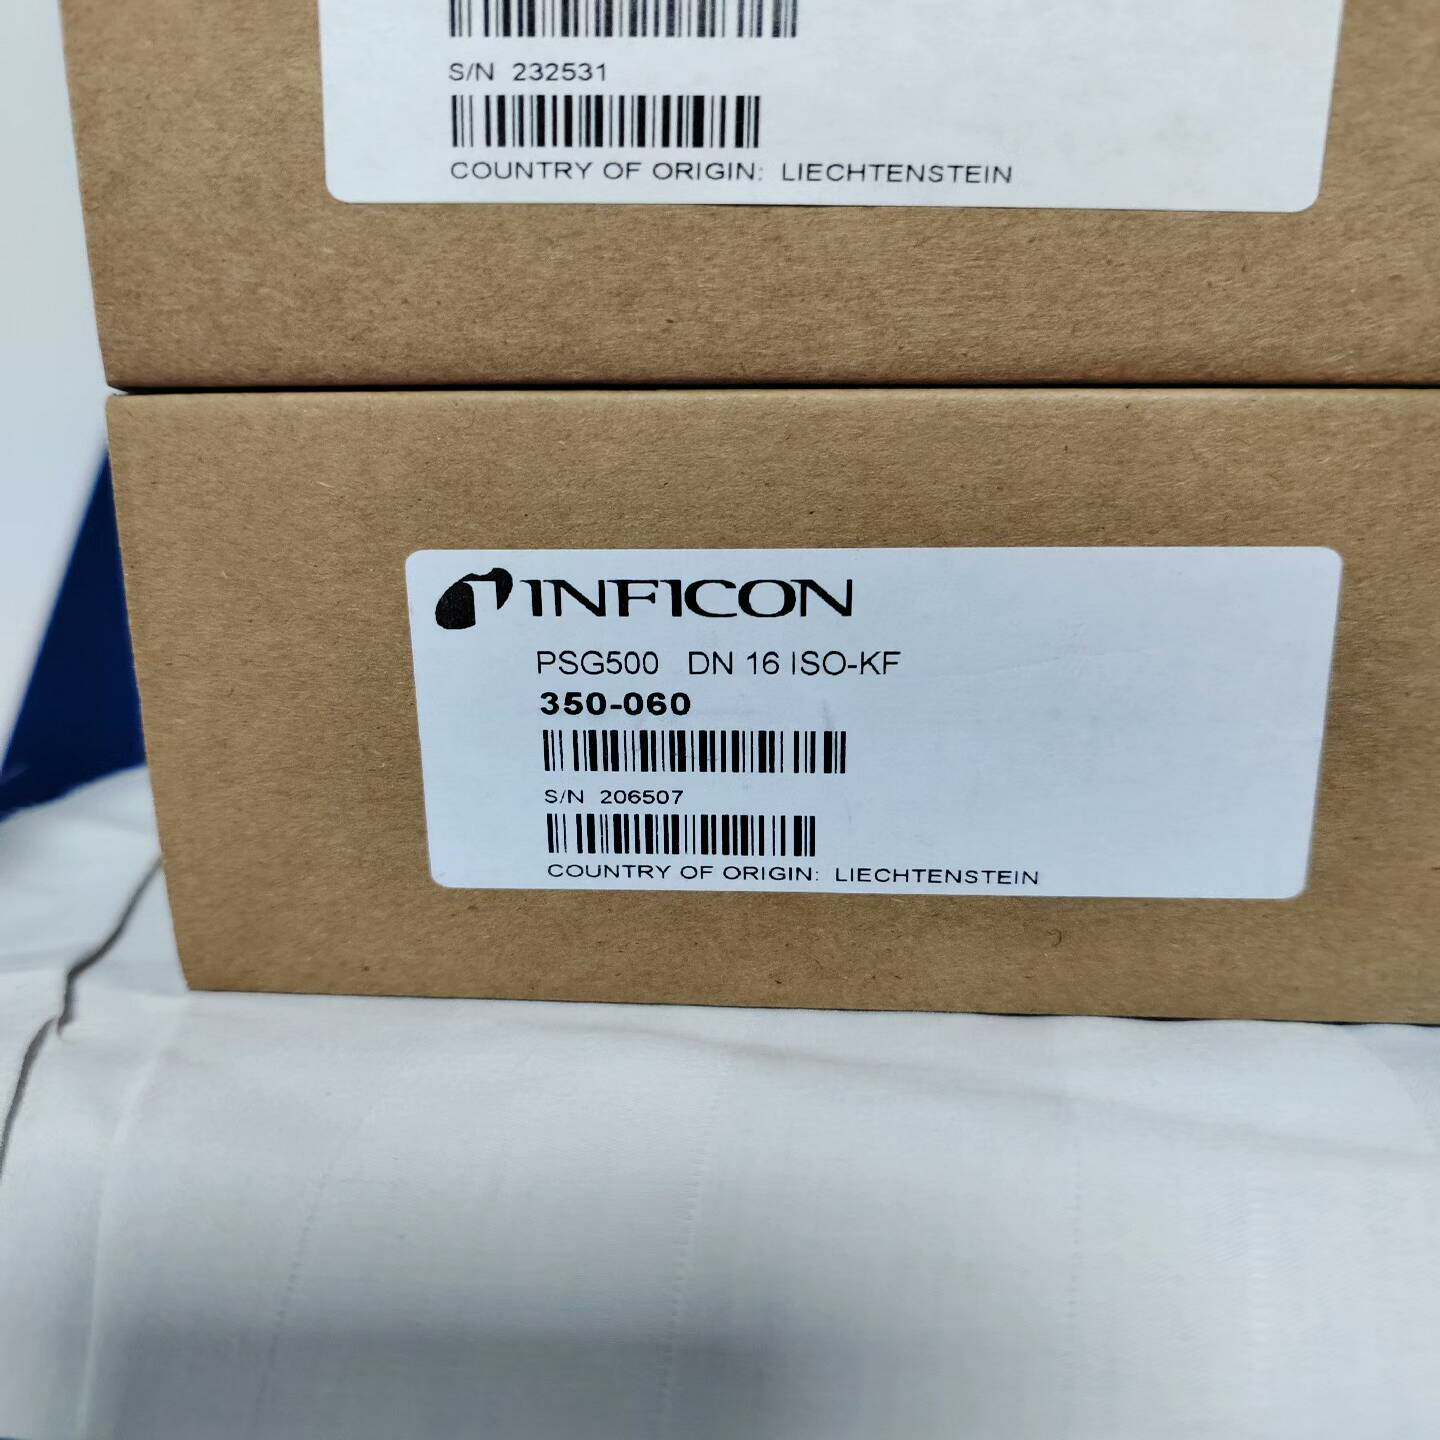 S/N 232531
COUNTRY OF ORIGIN: LIECHTENSTEIN
INFICON
PSG500 DN 16 ISO-KF
350-060
S/N 206507
COUNTRY OF ORIGIN: LIECHTENSTEIN